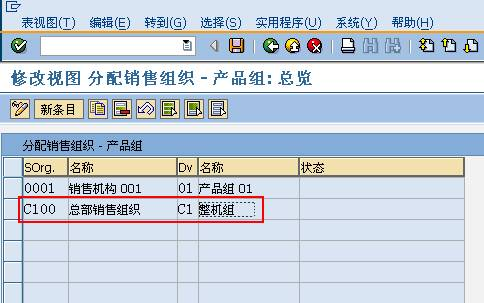 表视图(T) 编辑(E) 转到(G) 选择(S) 实用程序(U) 系统(Y) 帮助(H)
修改视图 分配销售组织 - 产品组: 总览
新条目
分配销售组织 - 产品组
SOrg. 名称 Dv 名称 状态
0001 销售机构 001 01 产品组 01
C100 总部销售组织 C1 整机组